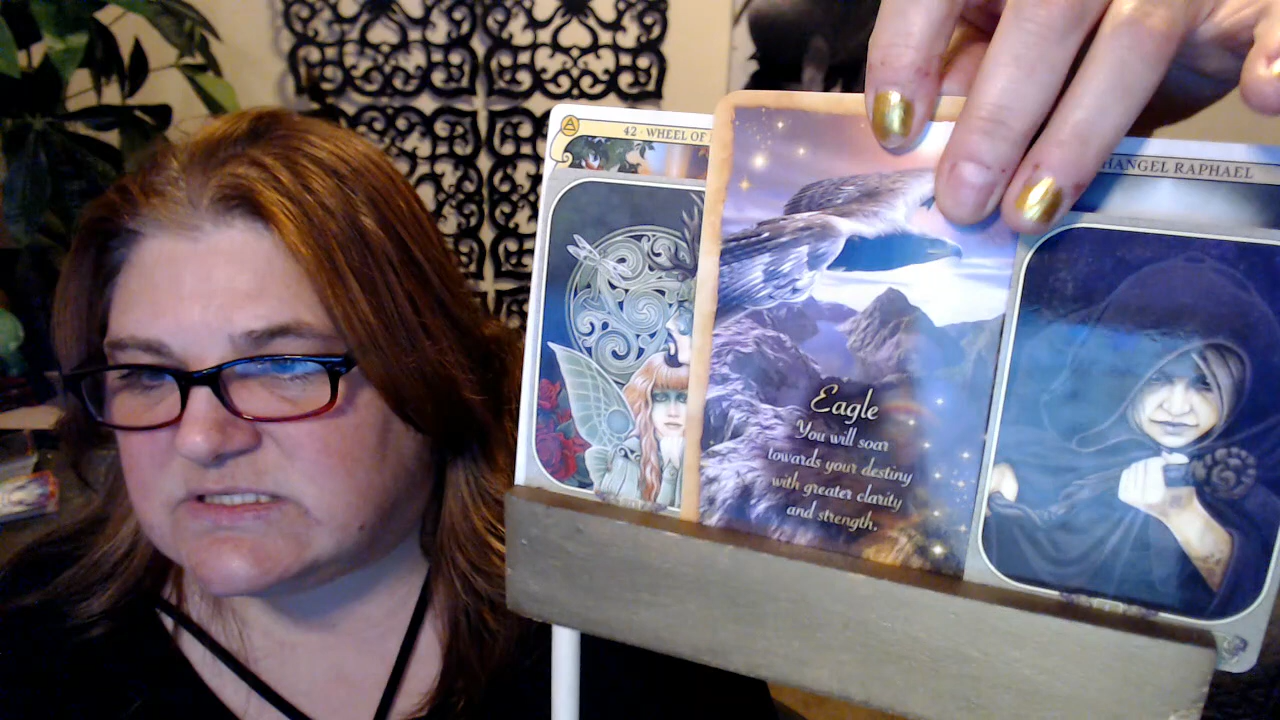 42 · WHEEL OF
HANGEL RAPHAEL
Eagle
You will soar
towards your destiny
with greater clarity
and strength.